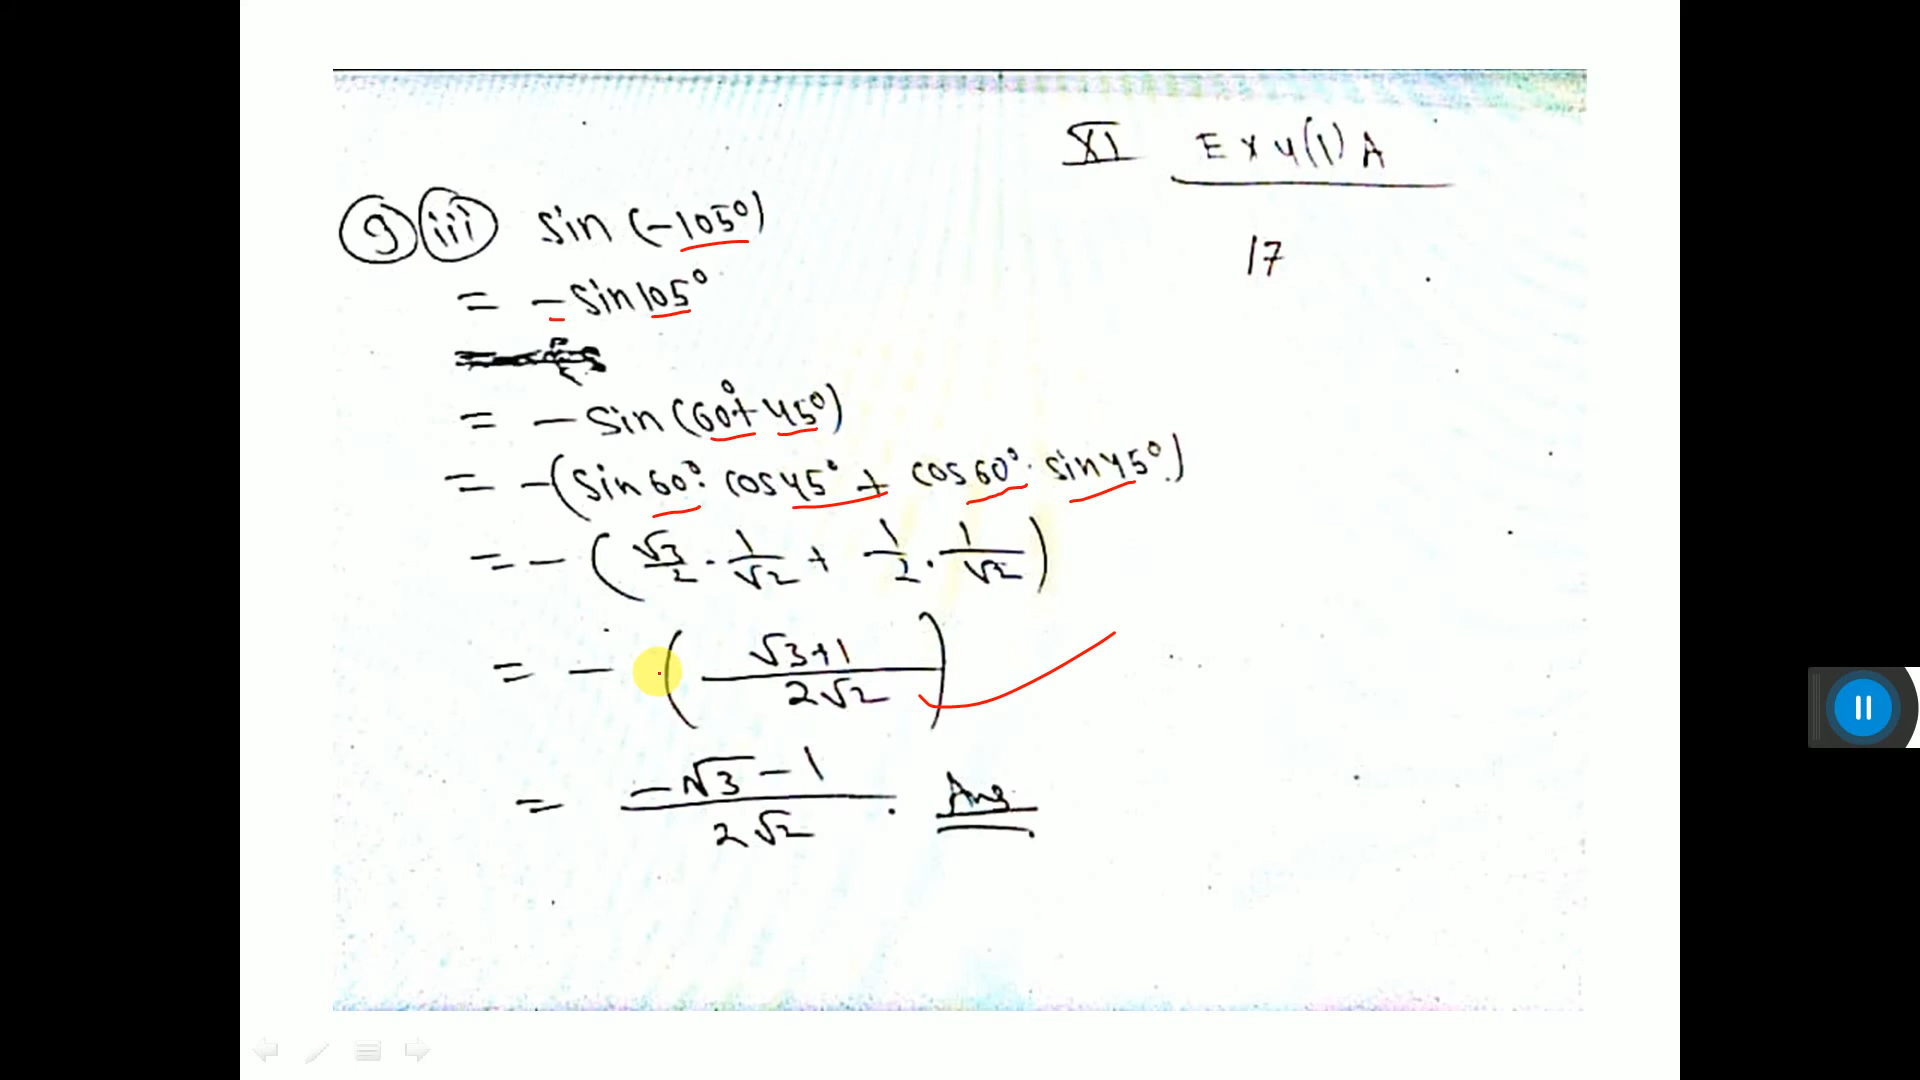 XI Ex 4(1) A
17
9 iii sin (-105°)
= - sin 105°
= - sin (60°+ 45°)
= -(sin 60°. cos 45° + cos 60°. sin 45°.)
= - (√3/2 . 1/√2 + 1/2 . 1/√2)
= - (√3+1 / 2√2)
= -√3 - 1 / 2√2 . Ans